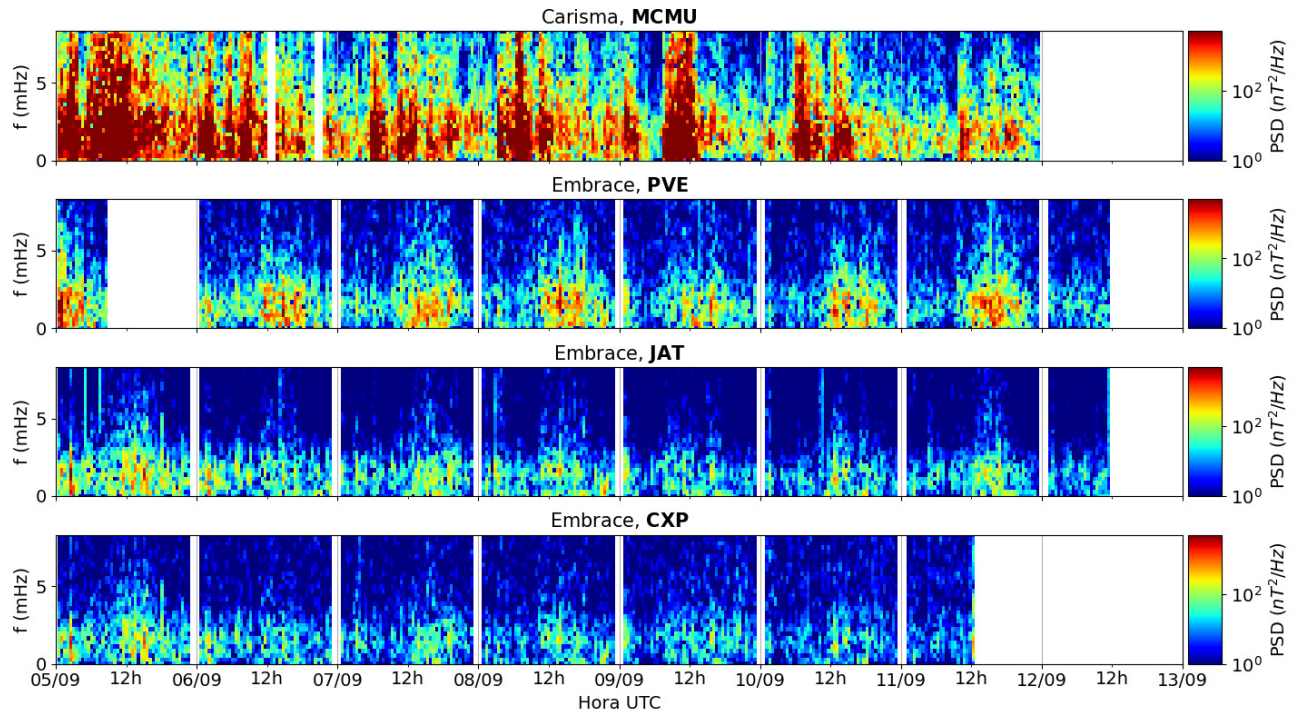 Carisma, MCMU
f (mHz)
5
0
10²
10⁰
PSD (nT²/Hz)
Embrace, PVE
f (mHz)
5
0
10²
10⁰
PSD (nT²/Hz)
Embrace, JAT
f (mHz)
5
0
10²
10⁰
PSD (nT²/Hz)
Embrace, CXP
f (mHz)
5
0
10²
10⁰
PSD (nT²/Hz)
05/09 12h 06/09 12h 07/09 12h 08/09 12h 09/09 12h 10/09 12h 11/09 12h 12/09 12h 13/09
Hora UTC